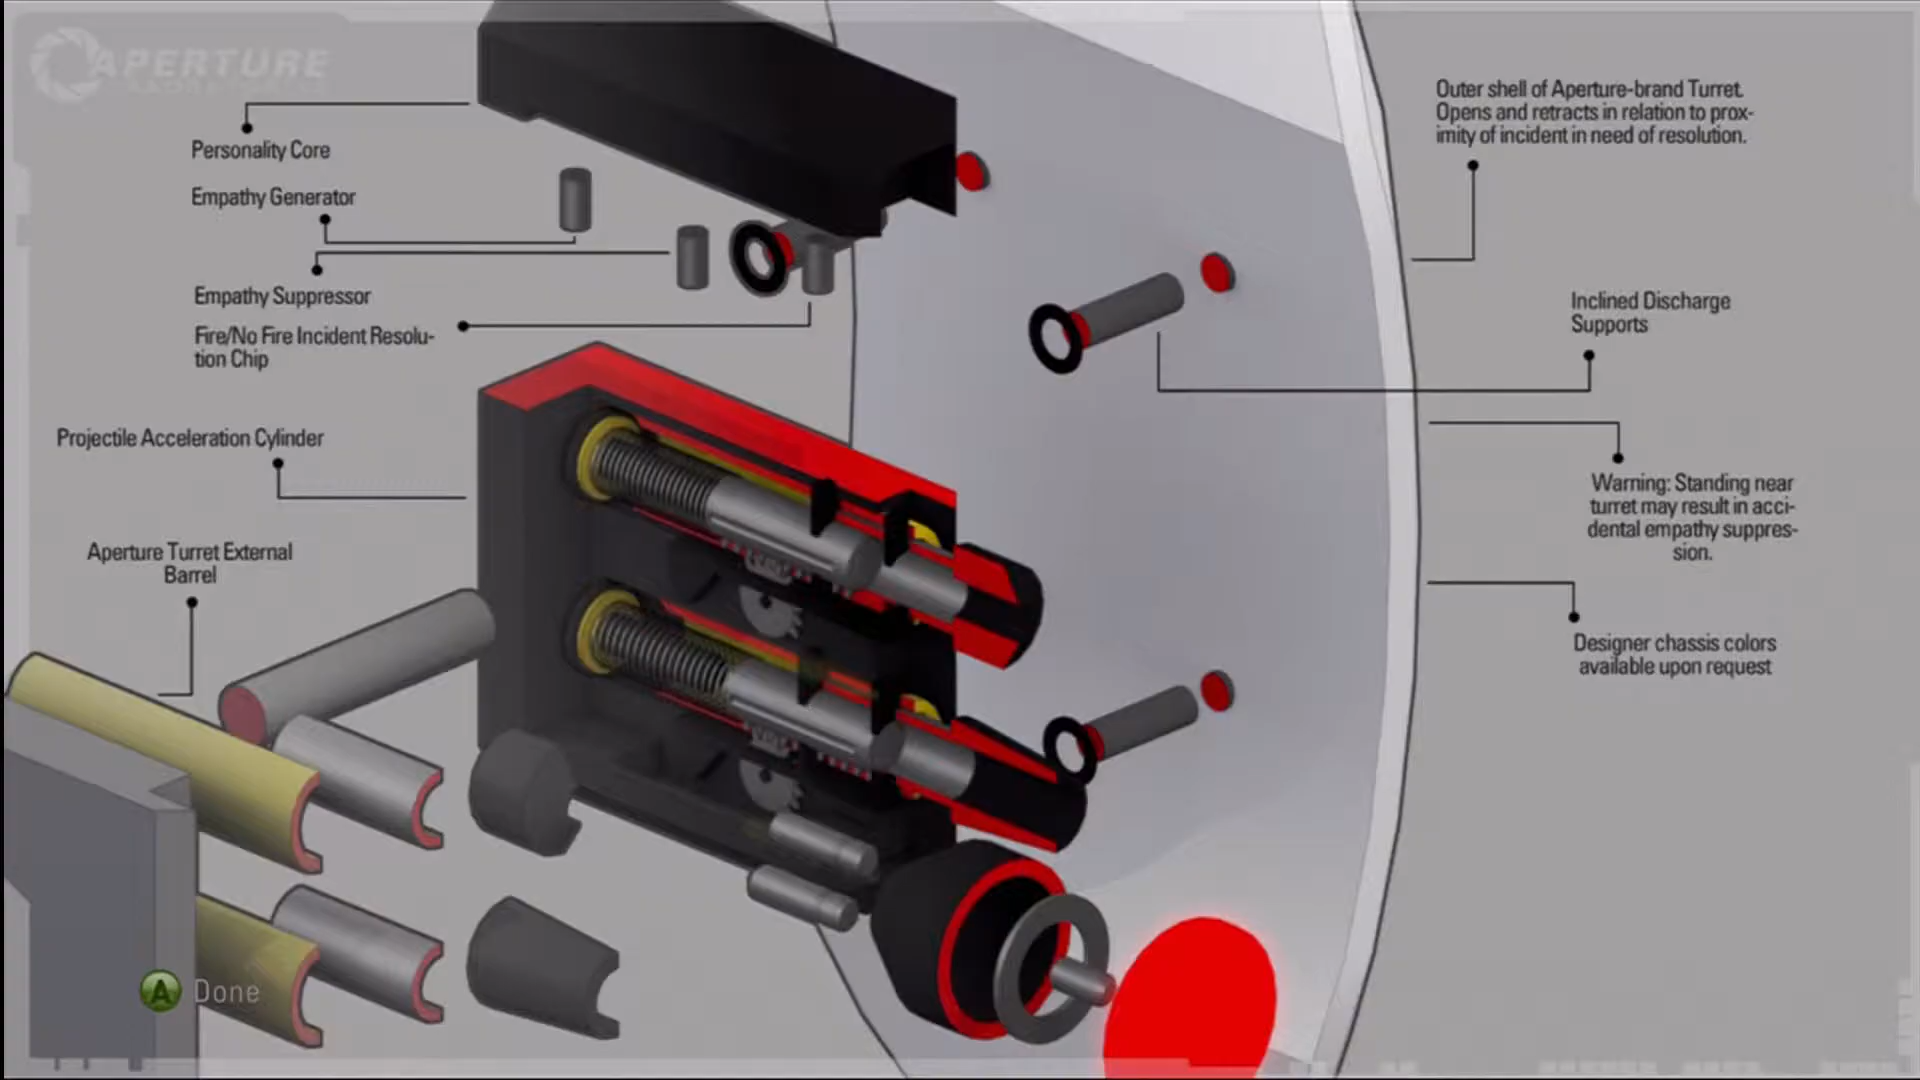 APERTURE
LABORATORIES
Personality Core
Empathy Generator
Empathy Suppressor
Fire/No Fire Incident Resolu-
tion Chip
Projectile Acceleration Cylinder
Aperture Turret External
Barrel
Outer shell of Aperture-brand Turret.
Opens and retracts in relation to prox-
imity of incident in need of resolution.
Inclined Discharge
Supports
Warning: Standing near
turret may result in acci-
dental empathy suppres-
sion.
Designer chassis colors
available upon request
A Done